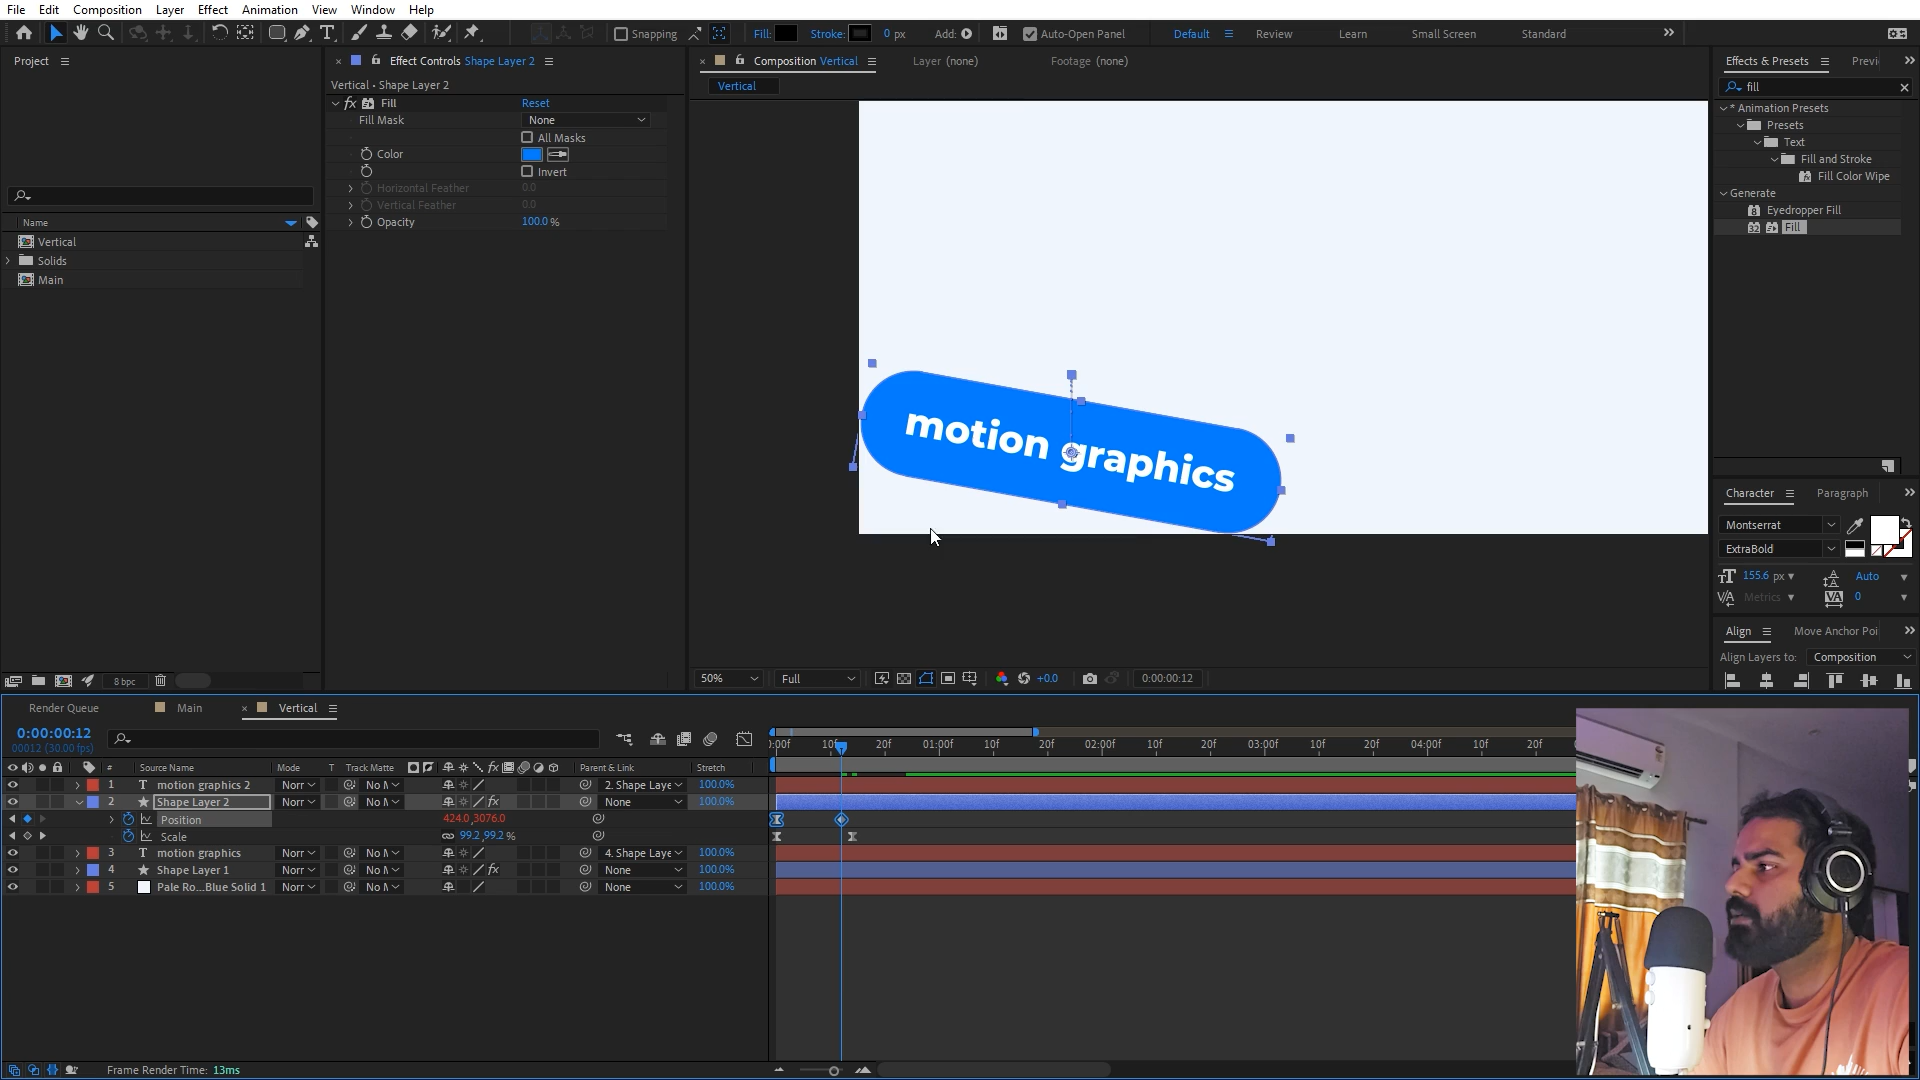 File Edit Composition Layer Effect Animation View Window Help
Snapping Fill: Stroke: 0 px Add: Auto-Open Panel Default Review Learn Small Screen Standard
Project
Effect Controls Shape Layer 2
Composition Vertical
Layer (none)
Footage (none)
Effects & Presets
Vertical • Shape Layer 2
Vertical
fill
fx Fill Reset
Fill Mask None
All Masks
Color
Invert
Horizontal Feather 0.0
Vertical Feather 0.0
Opacity 100.0 %
* Animation Presets
Presets
Text
Fill and Stroke
Fill Color Wipe
Generate
Eyedropper Fill
32 Fill
Name
Vertical
Solids
Main
motion graphics
Character Paragraph
Montserrat
ExtraBold
155.6 px Auto
Metrics 0
Align
Align Layers to: Composition
8 bpc
50% Full +0.0 0:00:00:12
Render Queue Main Vertical
0:00:00:12
00012 (30.00 fps)
10f 20f 01:00f 10f 20f 02:00f 10f 20f 03:00f 10f 20f 04:00f 10f 20f
# Source Name Mode T Track Matte fx Parent & Link Stretch
1 T motion graphics 2 Norr No 2. Shape Laye 100.0%
2 Shape Layer 2 Norr No fx None 100.0%
Position 424.0,3076.0
Scale 99.2,99.2 %
3 T motion graphics Norr No 4. Shape Laye 100.0%
4 Shape Layer 1 Norr No fx None 100.0%
5 Pale Ro...Blue Solid 1 Norr No None 100.0%
Frame Render Time: 13ms